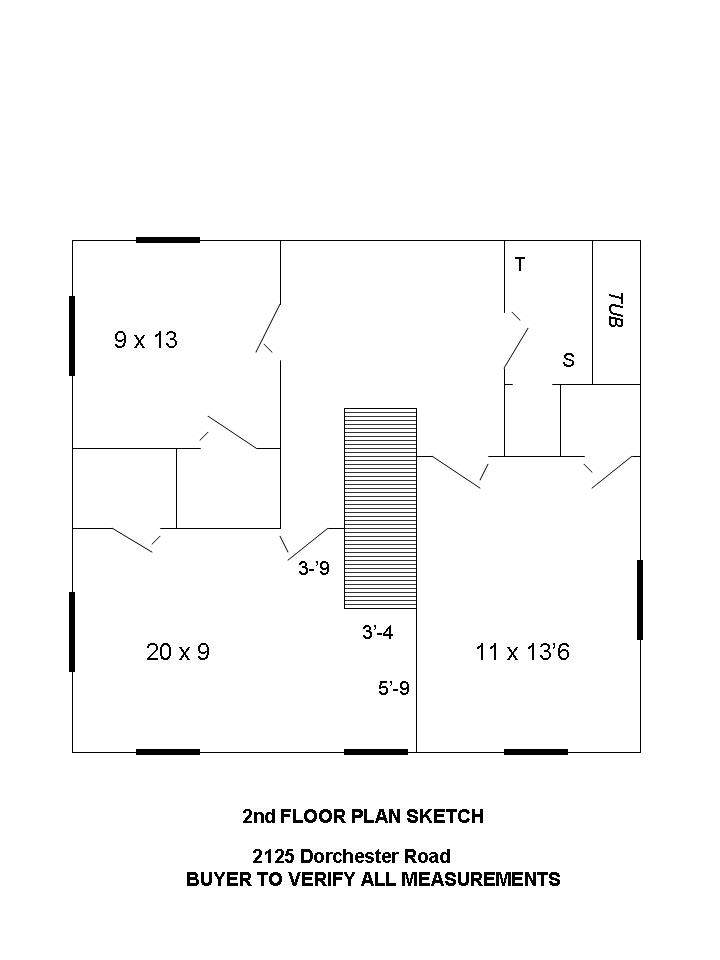 T
TUB
9 x 13
S
3-'9
3'-4
20 x 9
11 x 13'6
5'-9
2nd FLOOR PLAN SKETCH
2125 Dorchester Road
BUYER TO VERIFY ALL MEASUREMENTS